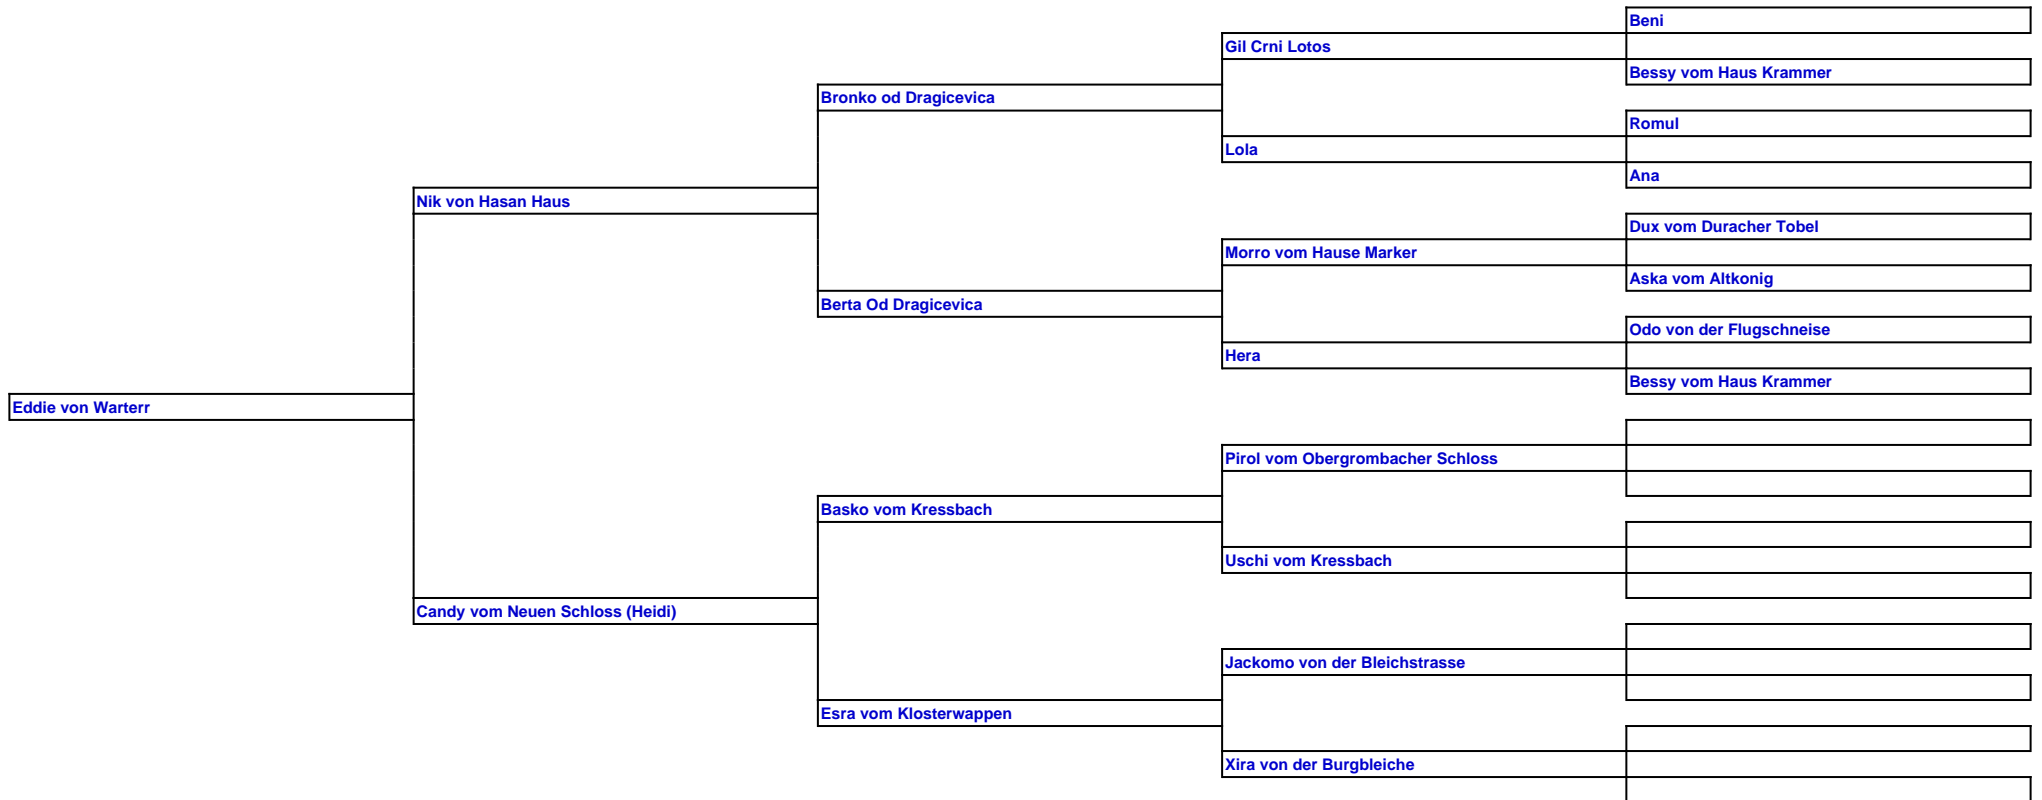 Beni
Gil Crni Lotos
Bessy vom Haus Krammer
Bronko od Dragicevica
Romul
Lola
Ana
Nik von Hasan Haus
Dux vom Duracher Tobel
Morro vom Hause Marker
Aska vom Altkonig
Berta Od Dragicevica
Odo von der Flugschneise
Hera
Bessy vom Haus Krammer
Eddie von Warterr
Pirol vom Obergrombacher Schloss
Basko vom Kressbach
Uschi vom Kressbach
Candy vom Neuen Schloss (Heidi)
Jackomo von der Bleichstrasse
Esra vom Klosterwappen
Xira von der Burgbleiche